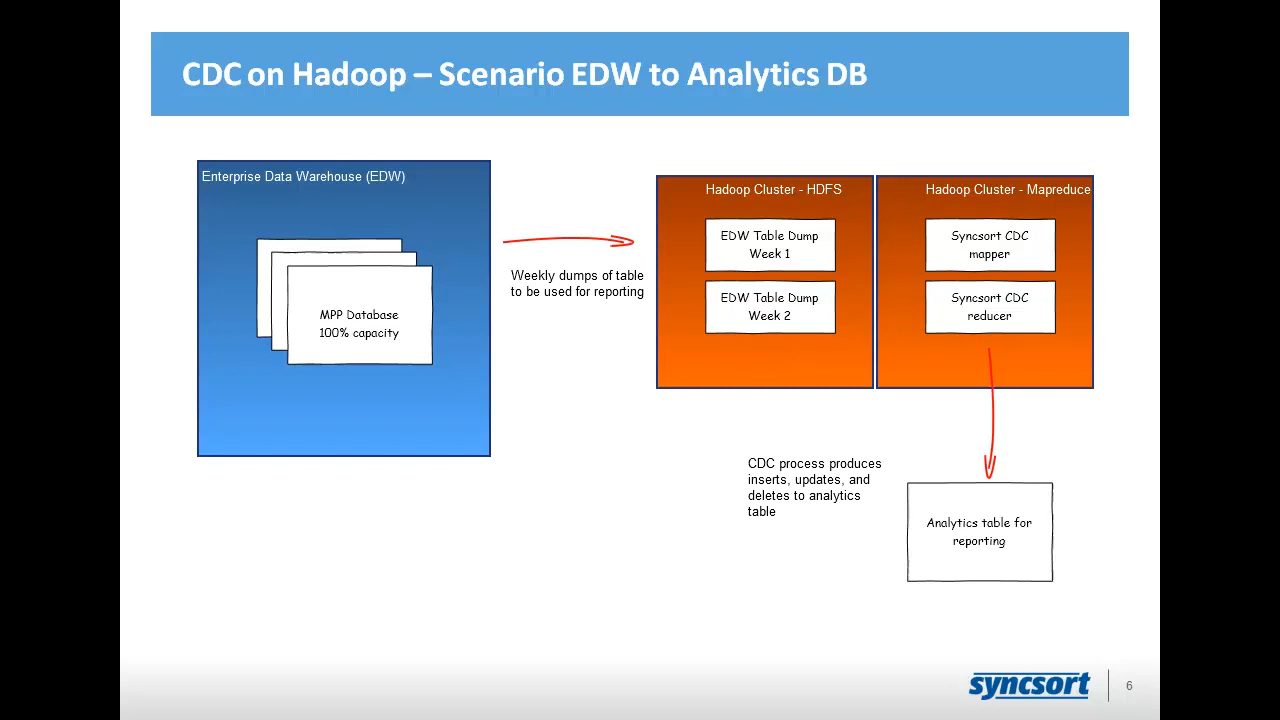 CDC on Hadoop – Scenario EDW to Analytics DB
Enterprise Data Warehouse (EDW)
MPP Database
100% capacity
Weekly dumps of table
to be used for reporting
Hadoop Cluster - HDFS
EDW Table Dump
Week 1
EDW Table Dump
Week 2
Hadoop Cluster - Mapreduce
Syncsort CDC
mapper
Syncsort CDC
reducer
CDC process produces
inserts, updates, and
deletes to analytics
table
Analytics table for
reporting
syncsort
6